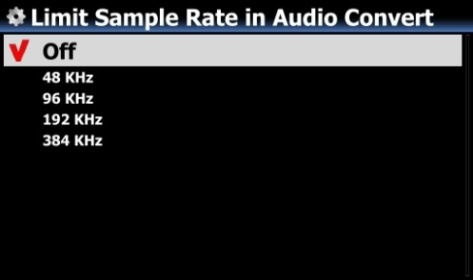 Limit Sample Rate in Audio Convert
Off
48 KHz
96 KHz
192 KHz
384 KHz